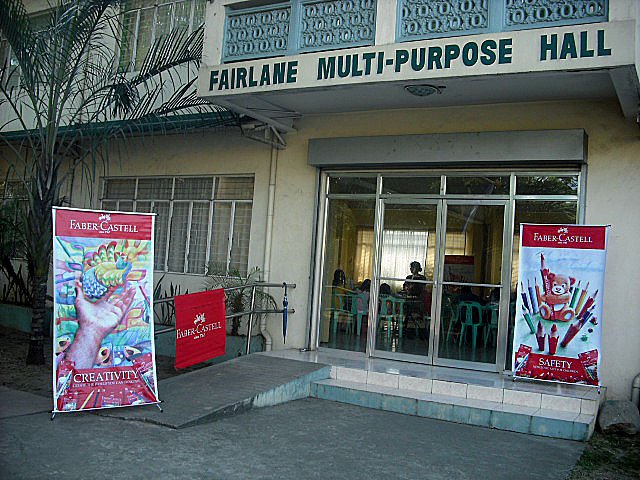 FAIRLANE MULTI-PURPOSE HALL
FABER-CASTELL
CREATIVITY
FABER-CASTELL
FABER-CASTELL
SAFETY